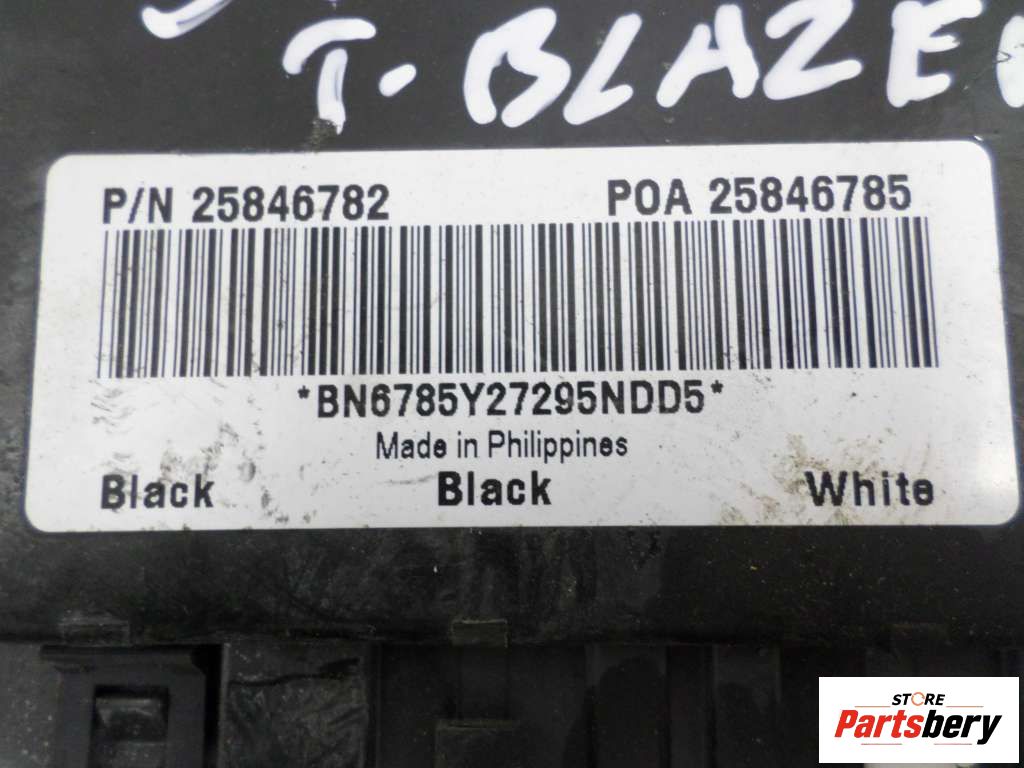 T. BLAZE
P/N 25846782 POA 25846785
*BN6785Y27295NDD5*
Made in Philippines
Black Black White
STORE
Partsbery